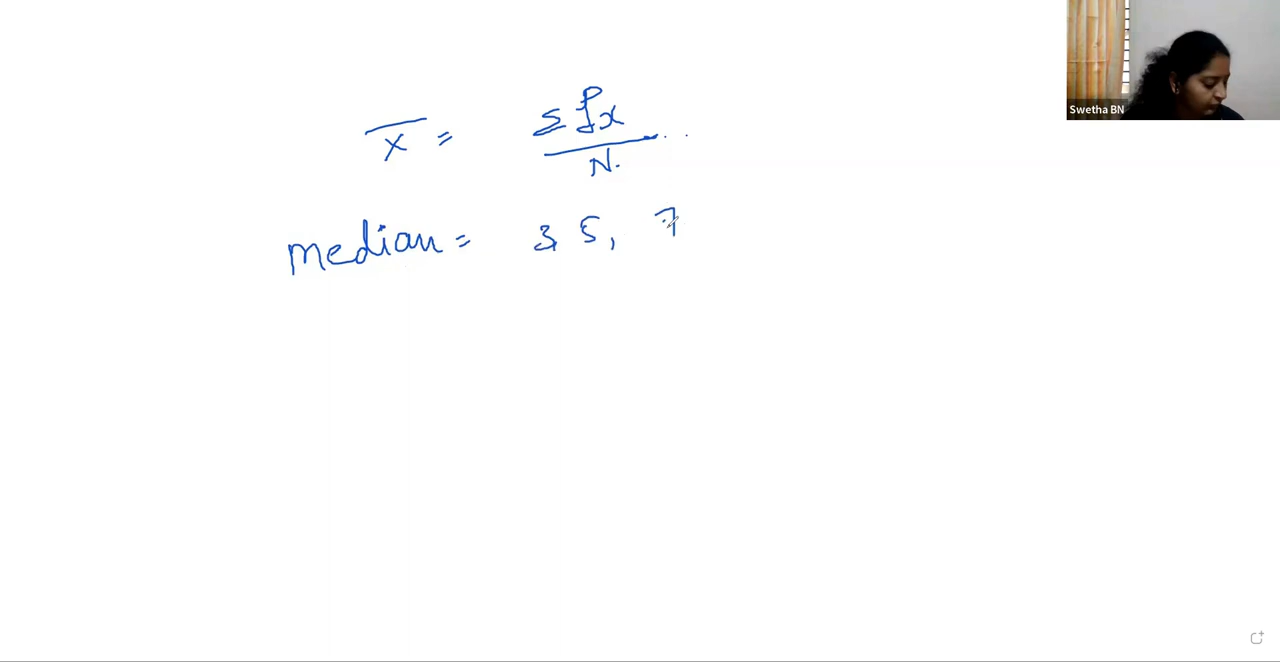 Swetha BN
x̅ = Σfx / N. . .
median = 3, 5, 7